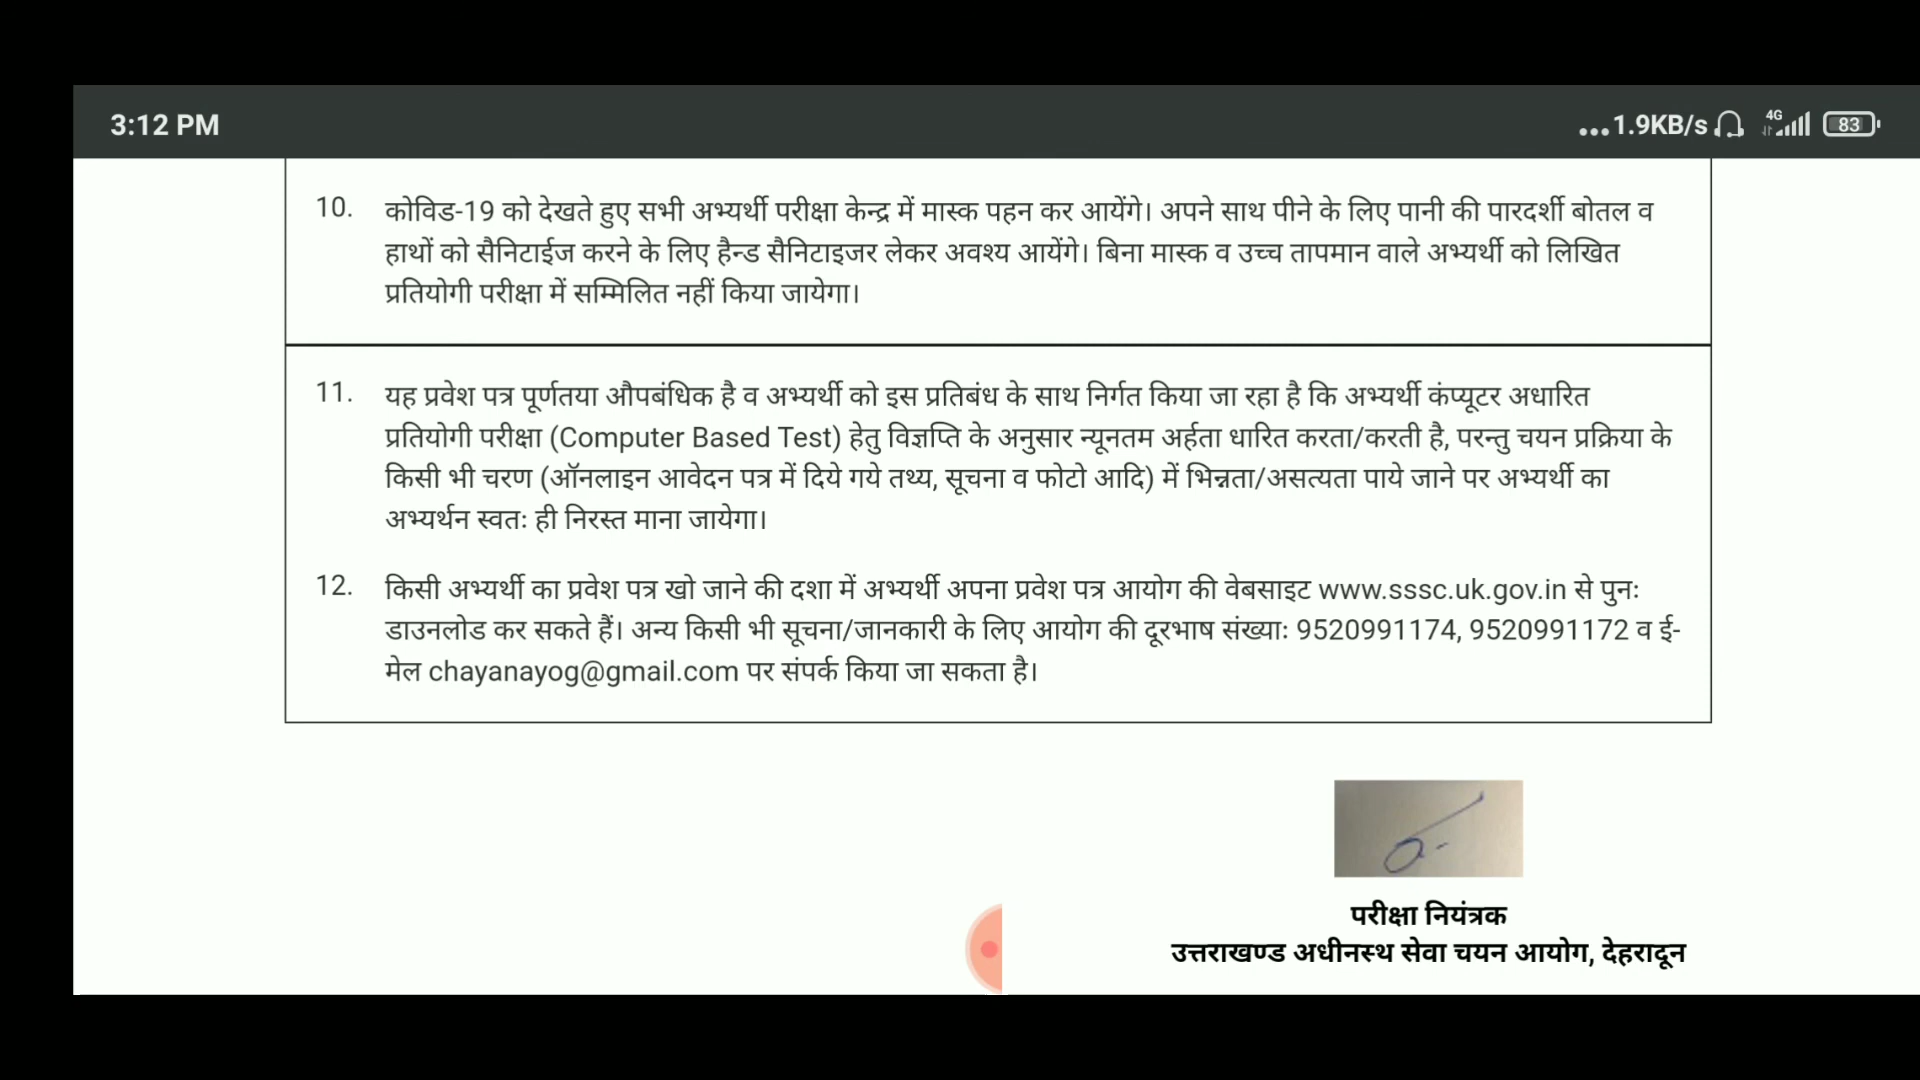 3:12 PM
...1.9KB/s 4G 83
10. कोविड-19 को देखते हुए सभी अभ्यर्थी परीक्षा केन्द्र में मास्क पहन कर आयेंगे। अपने साथ पीने के लिए पानी की पारदर्शी बोतल व
हाथों को सैनिटाईज करने के लिए हैन्ड सैनिटाइजर लेकर अवश्य आयेंगे। बिना मास्क व उच्च तापमान वाले अभ्यर्थी को लिखित
प्रतियोगी परीक्षा में सम्मिलित नहीं किया जायेगा।
11. यह प्रवेश पत्र पूर्णतया औपबंधिक है व अभ्यर्थी को इस प्रतिबंध के साथ निर्गत किया जा रहा है कि अभ्यर्थी कंप्यूटर अधारित
प्रतियोगी परीक्षा (Computer Based Test) हेतु विज्ञप्ति के अनुसार न्यूनतम अर्हता धारित करता/करती है, परन्तु चयन प्रक्रिया के
किसी भी चरण (ऑनलाइन आवेदन पत्र में दिये गये तथ्य, सूचना व फोटो आदि) में भिन्नता/असत्यता पाये जाने पर अभ्यर्थी का
अभ्यर्थन स्वतः ही निरस्त माना जायेगा।
12. किसी अभ्यर्थी का प्रवेश पत्र खो जाने की दशा में अभ्यर्थी अपना प्रवेश पत्र आयोग की वेबसाइट www.sssc.uk.gov.in से पुनः
डाउनलोड कर सकते हैं। अन्य किसी भी सूचना/जानकारी के लिए आयोग की दूरभाष संख्याः 9520991174, 9520991172 व ई-
मेल chayanayog@gmail.com पर संपर्क किया जा सकता है।
परीक्षा नियंत्रक
उत्तराखण्ड अधीनस्थ सेवा चयन आयोग, देहरादून